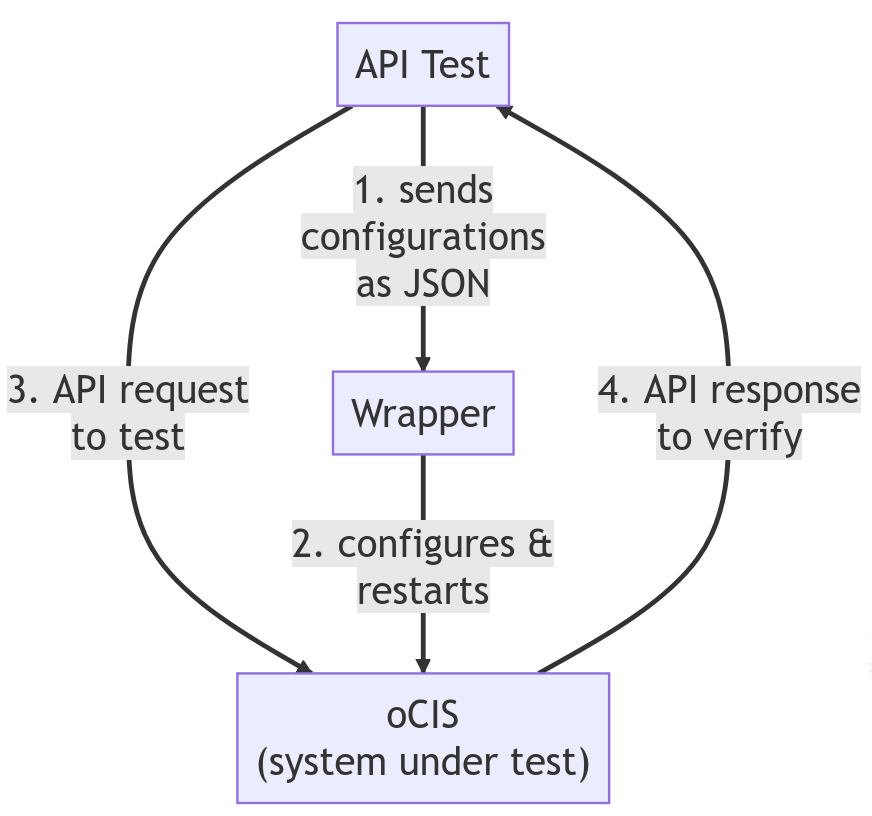 API Test
1. sends
configurations
as JSON
3. API request
to test
Wrapper
4. API response
to verify
2. configures &
restarts
oCIS
(system under test)